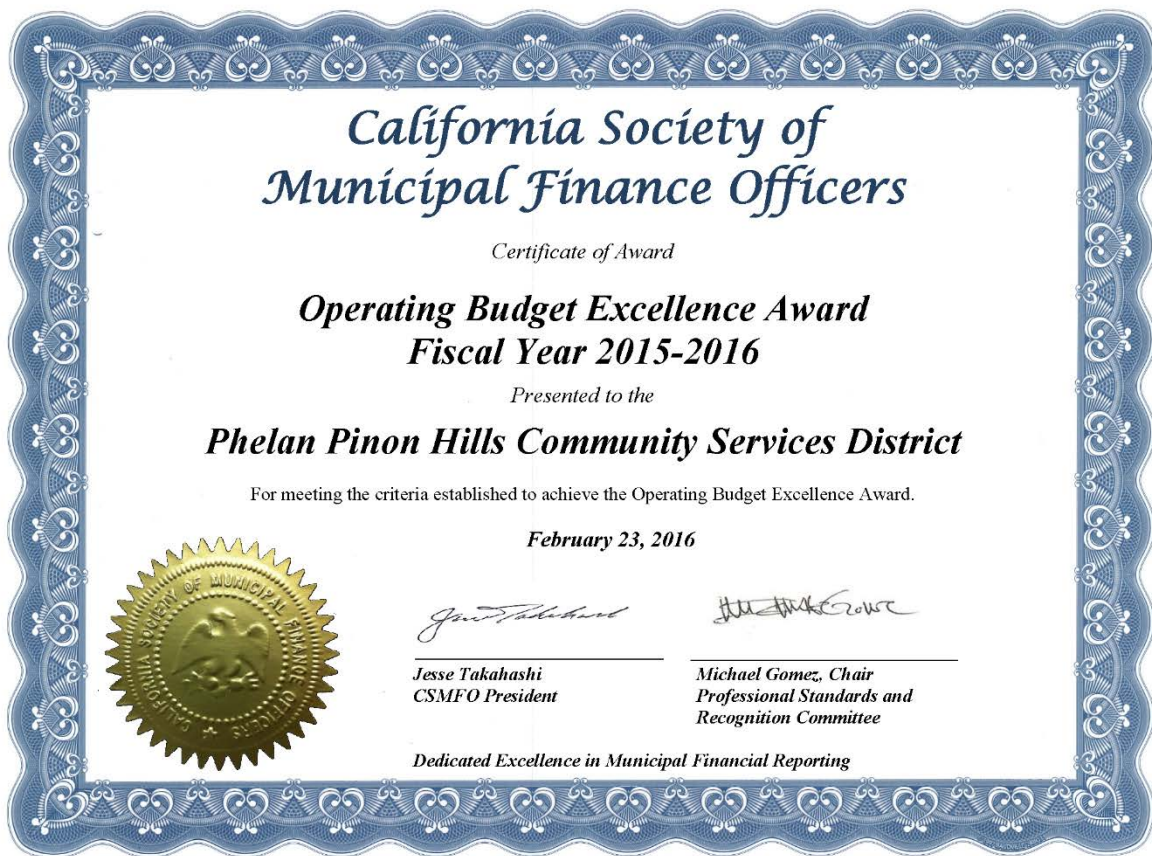 California Society of
Municipal Finance Officers
Certificate of Award
Operating Budget Excellence Award
Fiscal Year 2015-2016
Presented to the
Phelan Pinon Hills Community Services District
For meeting the criteria established to achieve the Operating Budget Excellence Award.
February 23, 2016
CALIFORNIA SOCIETY OF MUNICIPAL FINANCE OFFICERS
Jesse Takahashi
CSMFO President
Michael Gomez, Chair
Professional Standards and
Recognition Committee
Dedicated Excellence in Municipal Financial Reporting